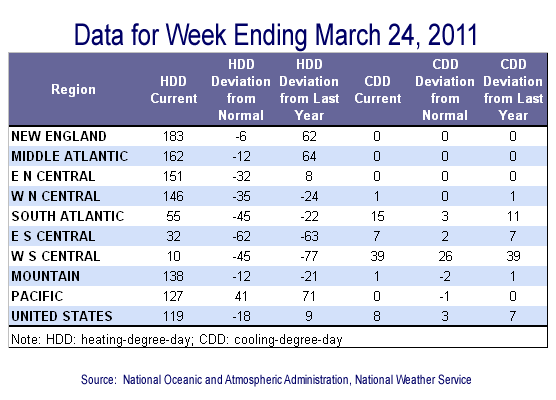 Data for Week Ending March 24, 2011
Region HDD Current HDD Deviation from Normal HDD Deviation from Last Year CDD Current CDD Deviation from Normal CDD Deviation from Last Year
NEW ENGLAND 183 -6 62 0 0 0
MIDDLE ATLANTIC 162 -12 64 0 0 0
E N CENTRAL 151 -32 8 0 0 0
W N CENTRAL 146 -35 -24 1 0 1
SOUTH ATLANTIC 55 -45 -22 15 3 11
E S CENTRAL 32 -62 -63 7 2 7
W S CENTRAL 10 -45 -77 39 26 39
MOUNTAIN 138 -12 -21 1 -2 1
PACIFIC 127 41 71 0 -1 0
UNITED STATES 119 -18 9 8 3 7
Note: HDD: heating-degree-day; CDD: cooling-degree-day
Source: National Oceanic and Atmospheric Administration, National Weather Service